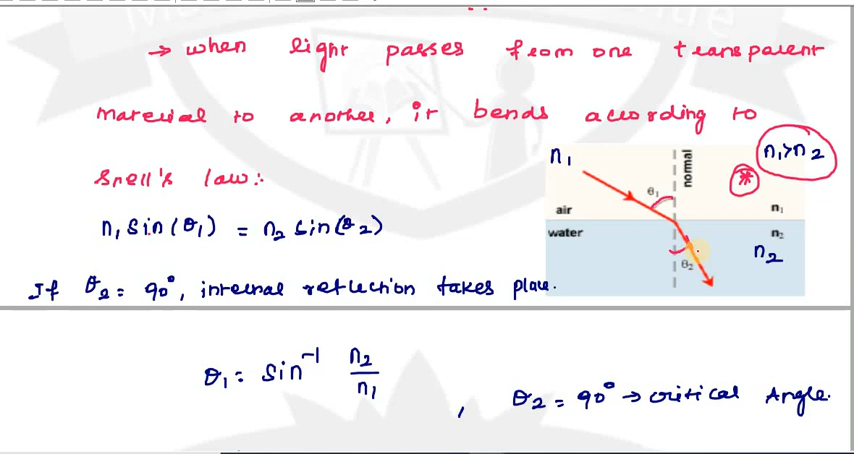 → when light passes from one transparent
material to another, it bends according to
Snell's law:-
n₁ sin(θ₁) = n₂ sin(θ₂)
n₁
normal
θ₁
n₁>n₂
*
air
n₁
water
n₂
n₂
θ₂
If θ₂ = 90°, internal reflection takes place.
θ₁ = sin⁻¹ n₂/n₁ , θ₂ = 90° → critical Angle.